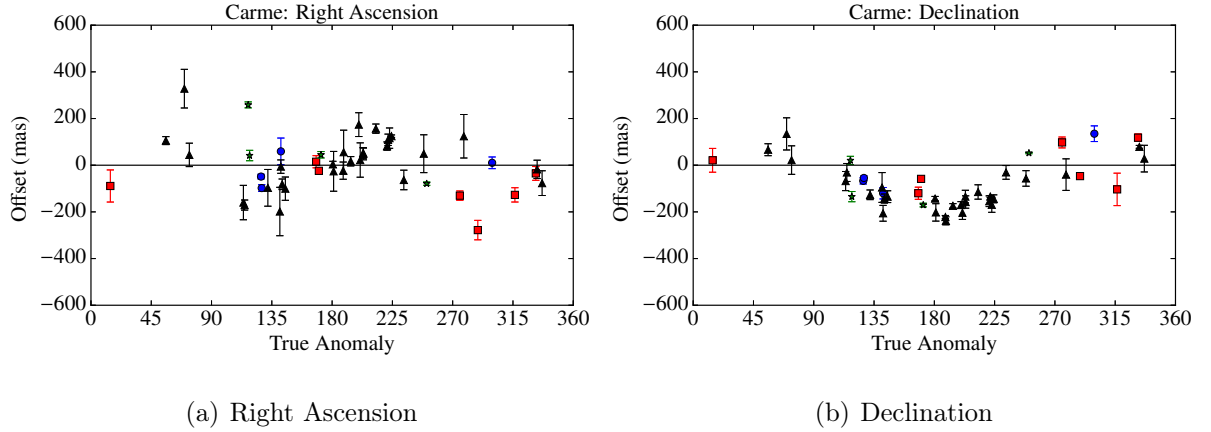 Carme: Right Ascension
600
400
200
0
−200
−400
−600
Offset (mas)
0 45 90 135 180 225 270 315 360
True Anomaly
(a) Right Ascension
Carme: Declination
600
400
200
0
−200
−400
−600
Offset (mas)
0 45 90 135 180 225 270 315 360
True Anomaly
(b) Declination